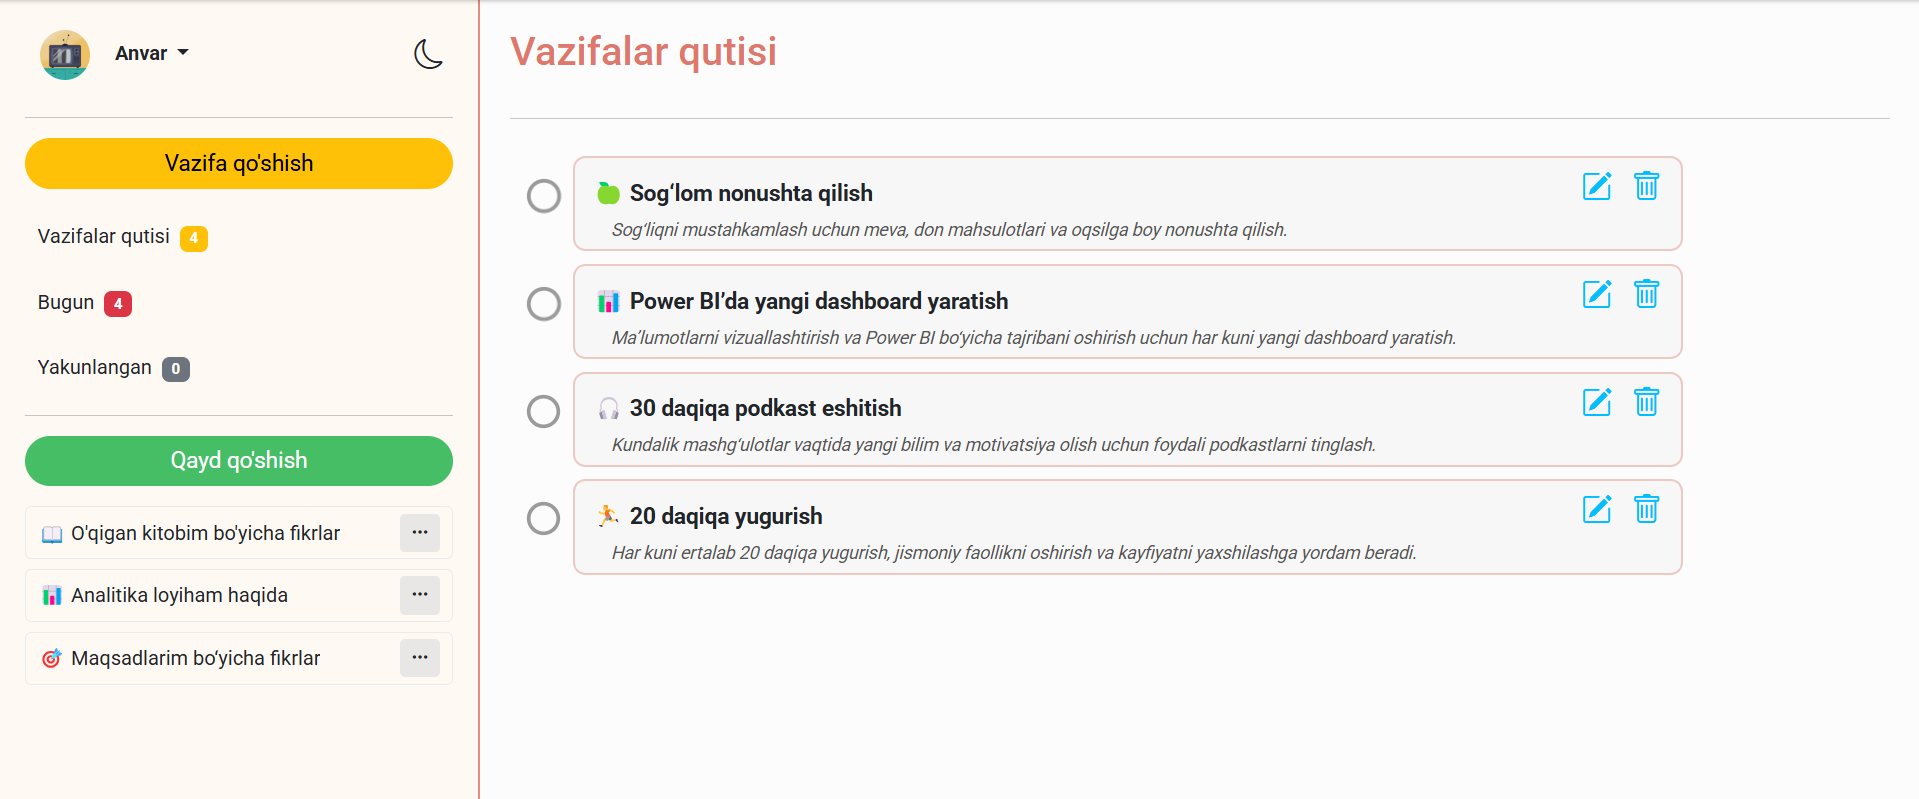 Anvar
Vazifa qo'shish
Vazifalar qutisi 4
Bugun 4
Yakunlangan 0
Qayd qo'shish
O'qigan kitobim bo'yicha fikrlar
Analitika loyiham haqida
Maqsadlarim bo‘yicha fikrlar
Vazifalar qutisi
Sog‘lom nonushta qilish
Sog‘liqni mustahkamlash uchun meva, don mahsulotlari va oqsilga boy nonushta qilish.
Power BI’da yangi dashboard yaratish
Ma’lumotlarni vizuallashtirish va Power BI bo‘yicha tajribani oshirish uchun har kuni yangi dashboard yaratish.
30 daqiqa podkast eshitish
Kundalik mashg‘ulotlar vaqtida yangi bilim va motivatsiya olish uchun foydali podkastlarni tinglash.
20 daqiqa yugurish
Har kuni ertalab 20 daqiqa yugurish, jismoniy faollikni oshirish va kayfiyatni yaxshilashga yordam beradi.